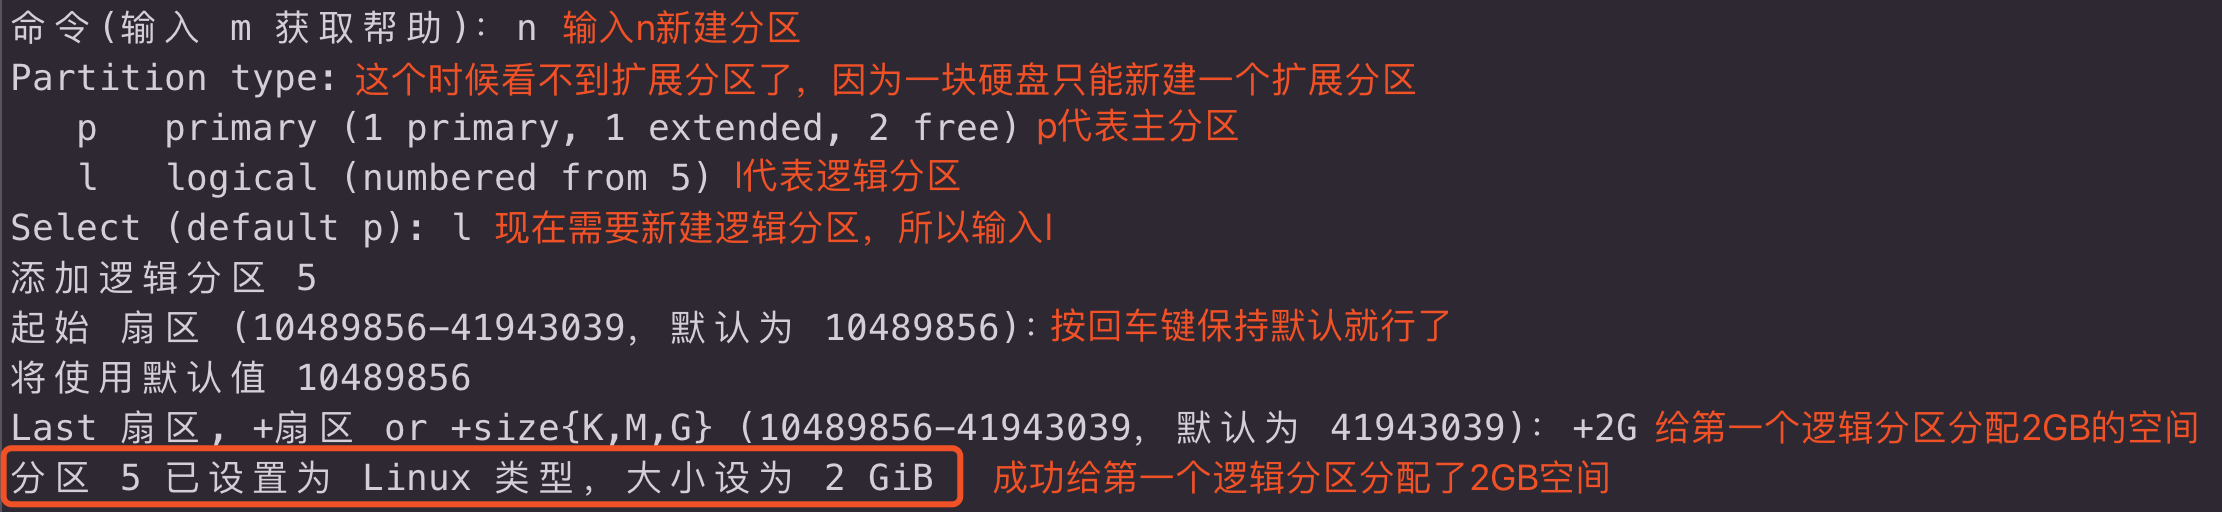 命令(输入 m 获取帮助)：n 输入n新建分区
Partition type: 这个时候看不到扩展分区了，因为一块硬盘只能新建一个扩展分区
p   primary (1 primary, 1 extended, 2 free) p代表主分区
l   logical (numbered from 5) l代表逻辑分区
Select (default p): l 现在需要新建逻辑分区，所以输入l
添加逻辑分区 5
起始 扇区 (10489856-41943039，默认为 10489856)：按回车键保持默认就行了
将使用默认值 10489856
Last 扇区, +扇区 or +size{K,M,G} (10489856-41943039，默认为 41943039)：+2G 给第一个逻辑分区分配2GB的空间
分区 5 已设置为 Linux 类型，大小设为 2 GiB 成功给第一个逻辑分区分配了2GB空间